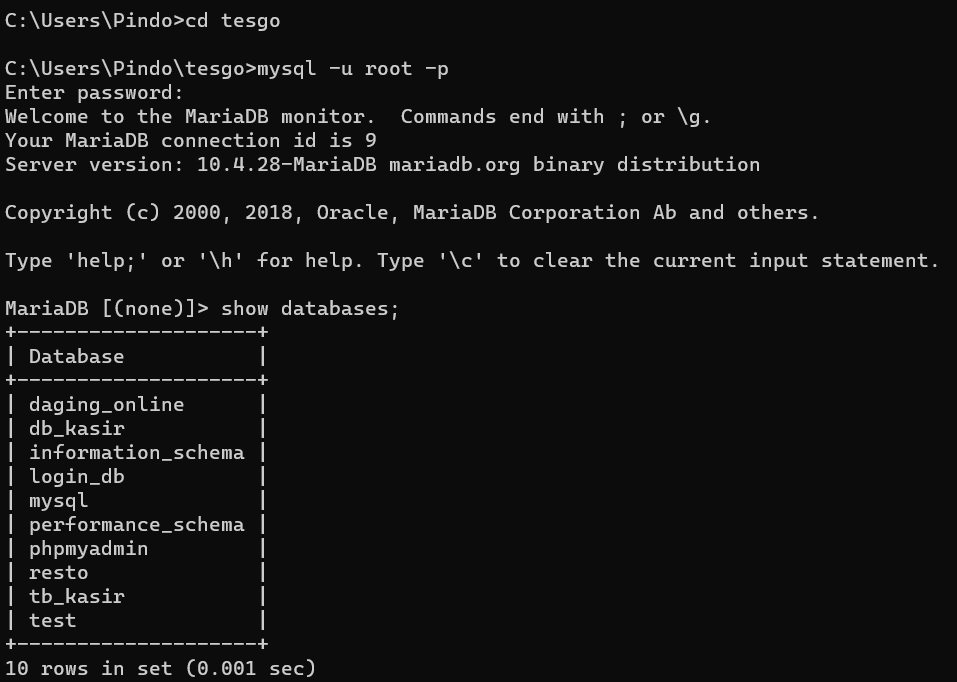 C:\Users\Pindo>cd tesgo
C:\Users\Pindo\tesgo>mysql -u root -p
Enter password:
Welcome to the MariaDB monitor.  Commands end with ; or \g.
Your MariaDB connection id is 9
Server version: 10.4.28-MariaDB mariadb.org binary distribution
Copyright (c) 2000, 2018, Oracle, MariaDB Corporation Ab and others.
Type 'help;' or '\h' for help. Type '\c' to clear the current input statement.
MariaDB [(none)]> show databases;
+--------------------+
| Database           |
+--------------------+
| daging_online      |
| db_kasir           |
| information_schema |
| login_db           |
| mysql              |
| performance_schema |
| phpmyadmin         |
| resto              |
| tb_kasir           |
| test               |
+--------------------+
10 rows in set (0.001 sec)